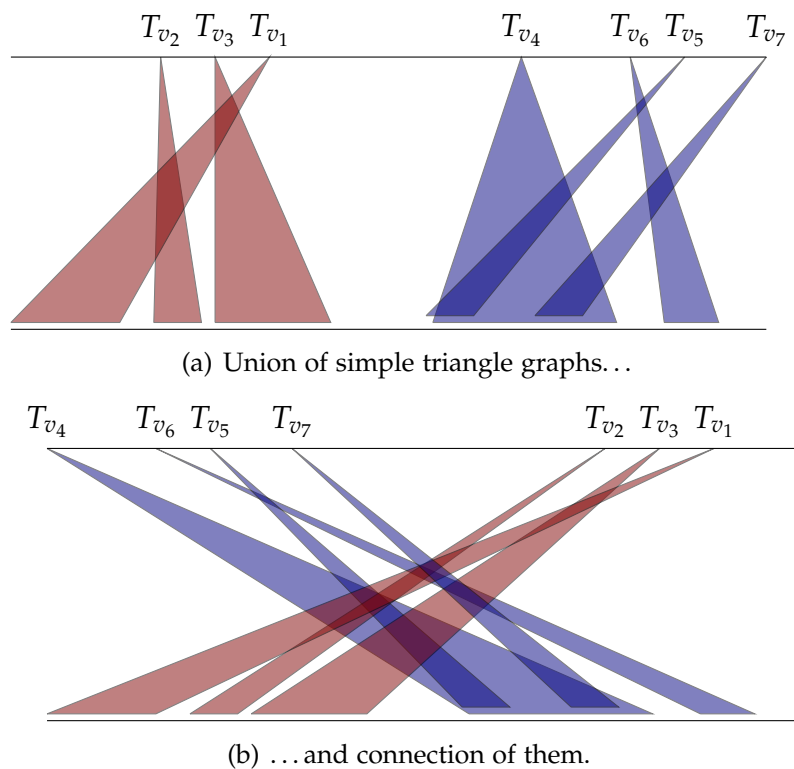 T_{v_2} T_{v_3} T_{v_1} T_{v_4} T_{v_6} T_{v_5} T_{v_7}
(a) Union of simple triangle graphs...
T_{v_4} T_{v_6} T_{v_5} T_{v_7} T_{v_2} T_{v_3} T_{v_1}
(b) ...and connection of them.